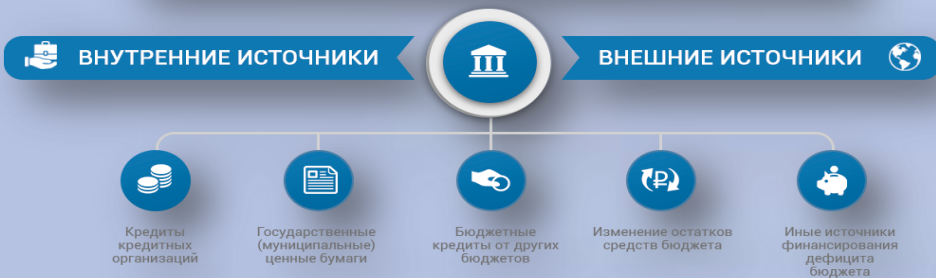 ВНУТРЕННИЕ ИСТОЧНИКИ
ВНЕШНИЕ ИСТОЧНИКИ
Кредиты
кредитных
организаций
Государственные
(муниципальные)
ценные бумаги
Бюджетные
кредиты от других
бюджетов
Изменение остатков
средств бюджета
Иные источники
финансирования
дефицита
бюджета